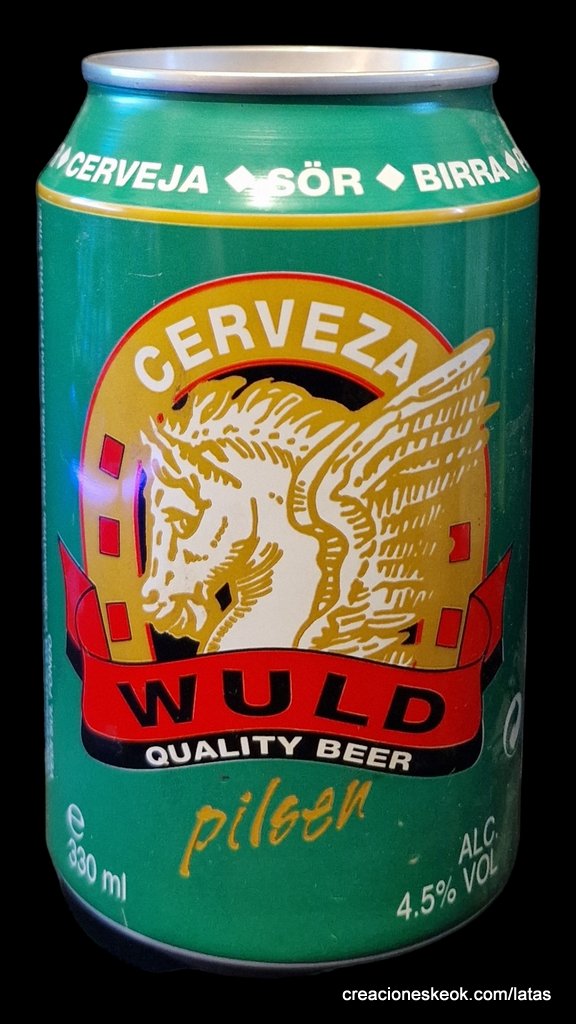 CERVEJA ◆ SÖR ◆ BIRRA
CERVEZA
WULD
QUALITY BEER
pilsen
e
330 ml
ALC.
4.5% VOL
creacioneskeok.com/latas